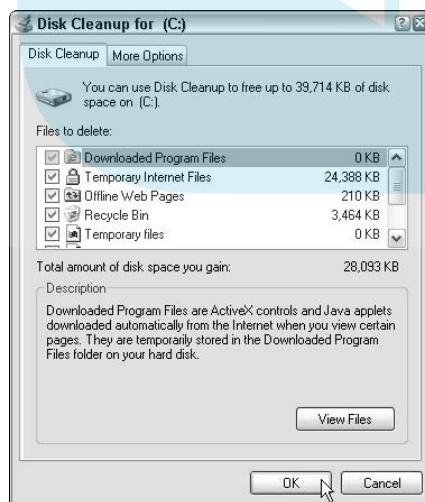 Disk Cleanup for (C:)
Disk Cleanup
More Options
You can use Disk Cleanup to free up to 39,714 KB of disk
space on (C:).
Files to delete:
Downloaded Program Files 0 KB
Temporary Internet Files 24,388 KB
Offline Web Pages 210 KB
Recycle Bin 3,464 KB
Temporary files 0 KB
Total amount of disk space you gain: 28,093 KB
Description
Downloaded Program Files are ActiveX controls and Java applets
downloaded automatically from the Internet when you view certain
pages. They are temporarily stored in the Downloaded Program
Files folder on your hard disk.
View Files
OK
Cancel